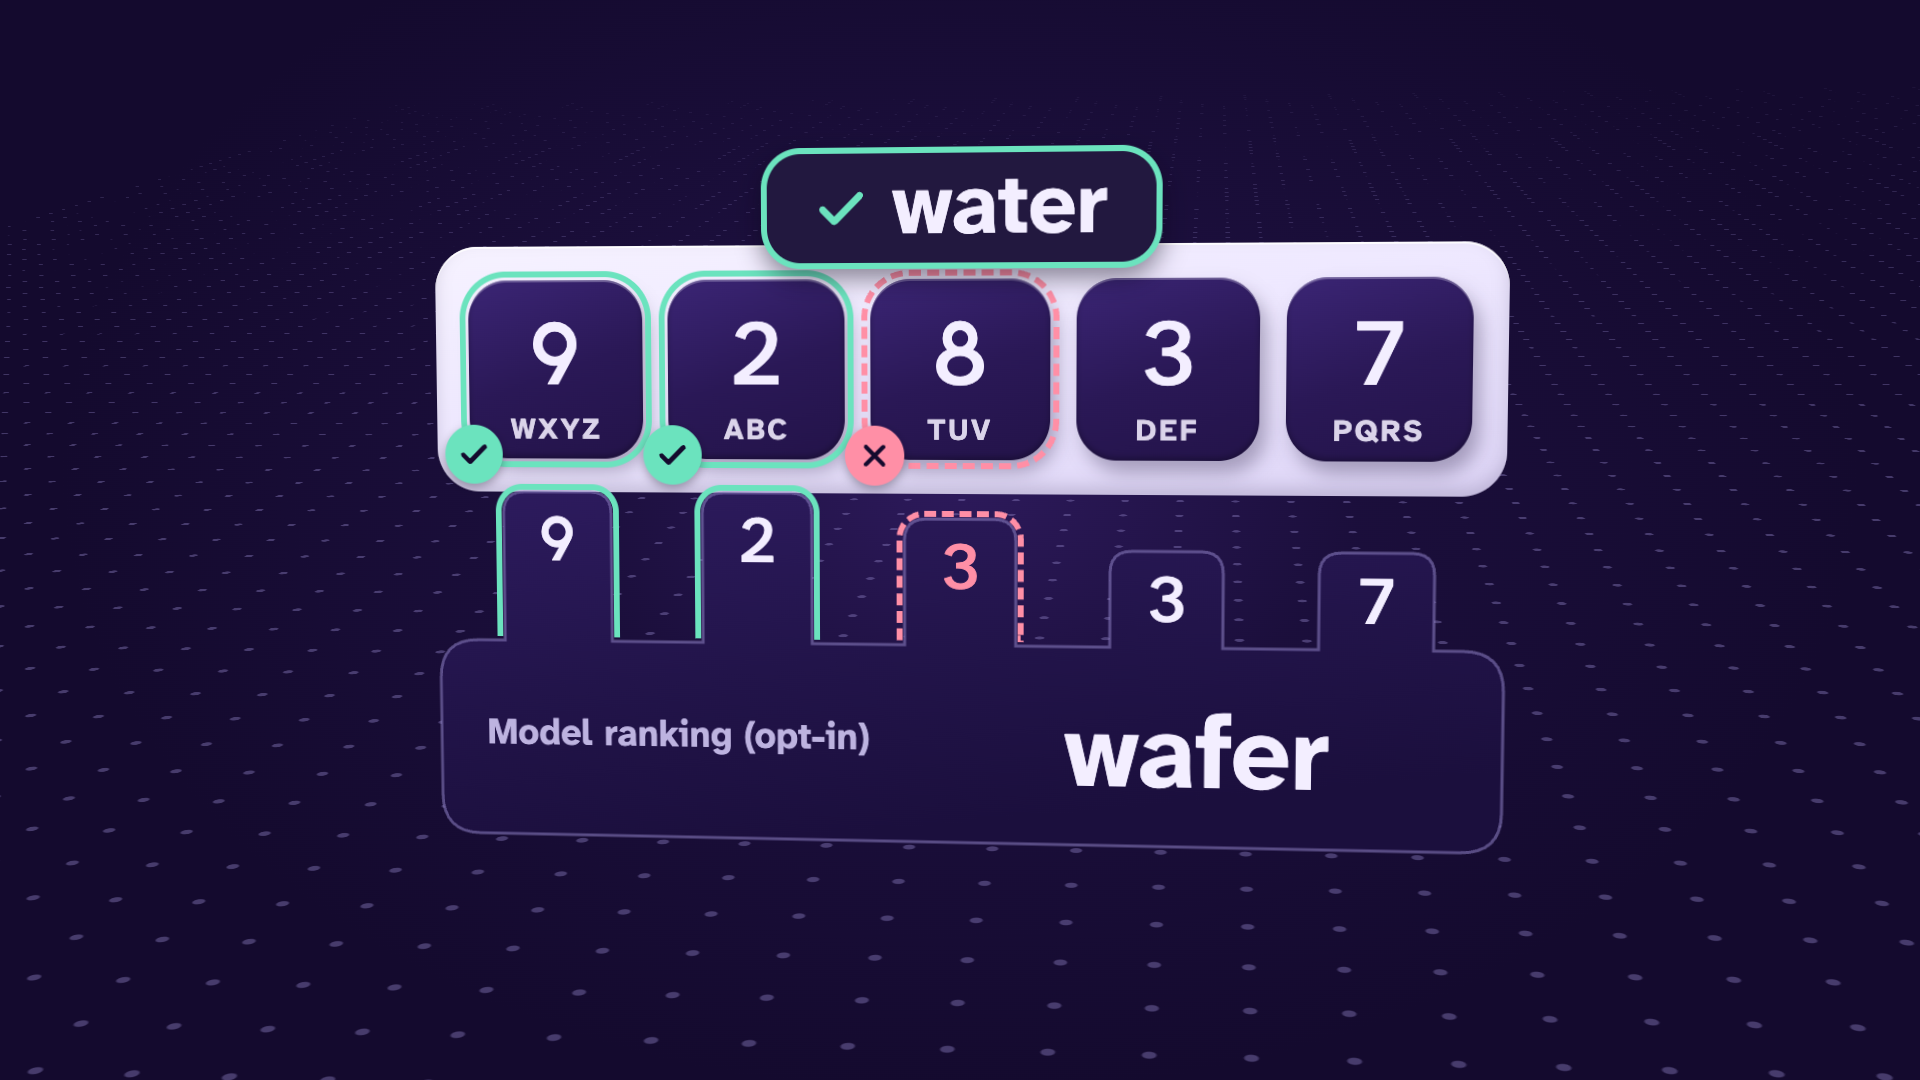 water
9 2 8 3 7
WXYZ ABC TUV DEF PQRS
9 2 3 3 7
Model ranking (opt-in) wafer